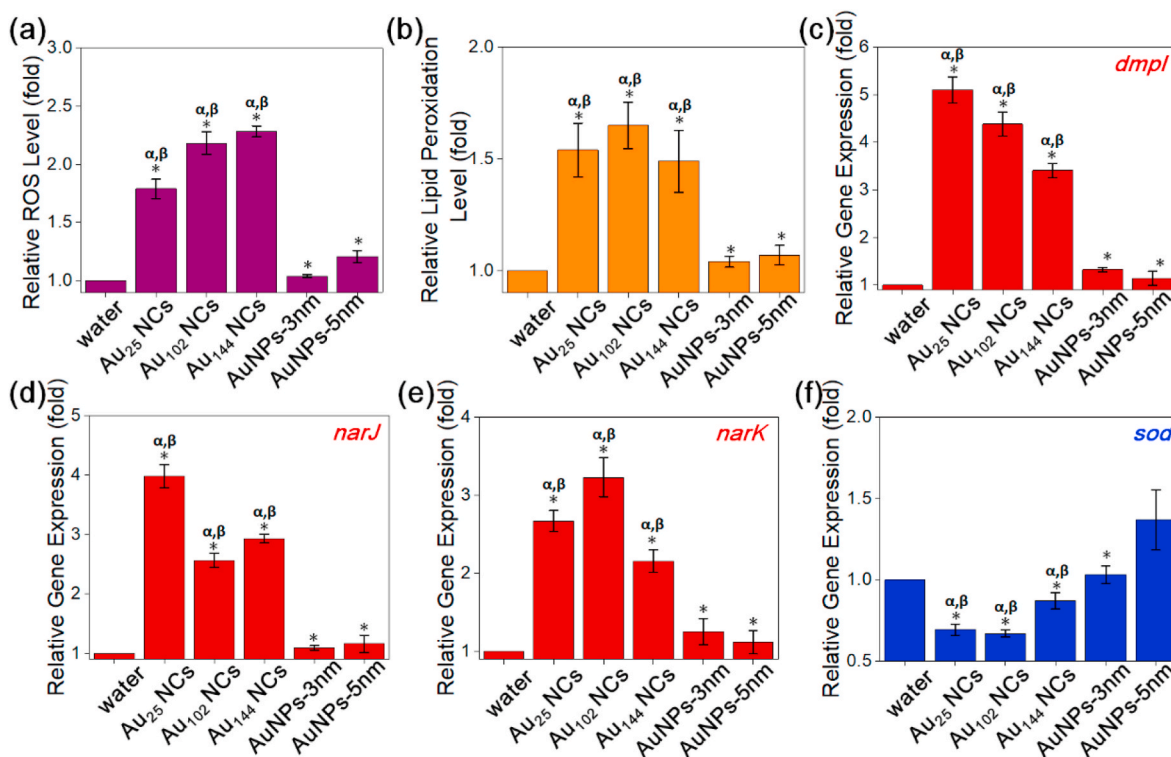 (a)
Relative ROS Level (fold)
3.0
2.5
2.0
1.5
1.0
α,β
*
α,β
*
α,β
*
*
*
water
Au₂₅ NCs
Au₁₀₂ NCs
Au₁₄₄ NCs
AuNPs-3nm
AuNPs-5nm
(b)
Relative Lipid Peroxidation
Level (fold)
2.0
1.5
1.0
α,β
*
α,β
*
α,β
*
*
*
water
Au₂₅ NCs
Au₁₀₂ NCs
Au₁₄₄ NCs
AuNPs-3nm
AuNPs-5nm
(c)
dmpI
Relative Gene Expression (fold)
6
5
4
3
2
1
α,β
*
α,β
*
α,β
*
*
*
water
Au₂₅ NCs
Au₁₀₂ NCs
Au₁₄₄ NCs
AuNPs-3nm
AuNPs-5nm
(d)
narJ
Relative Gene Expression (fold)
5
4
3
2
1
α,β
*
α,β
*
α,β
*
*
*
water
Au₂₅ NCs
Au₁₀₂ NCs
Au₁₄₄ NCs
AuNPs-3nm
AuNPs-5nm
(e)
narK
Relative Gene Expression (fold)
4
3
2
1
α,β
*
α,β
*
α,β
*
*
*
water
Au₂₅ NCs
Au₁₀₂ NCs
Au₁₄₄ NCs
AuNPs-3nm
AuNPs-5nm
(f)
sod
Relative Gene Expression (fold)
2.0
1.5
1.0
0.5
α,β
*
α,β
*
α,β
*
*
water
Au₂₅ NCs
Au₁₀₂ NCs
Au₁₄₄ NCs
AuNPs-3nm
AuNPs-5nm